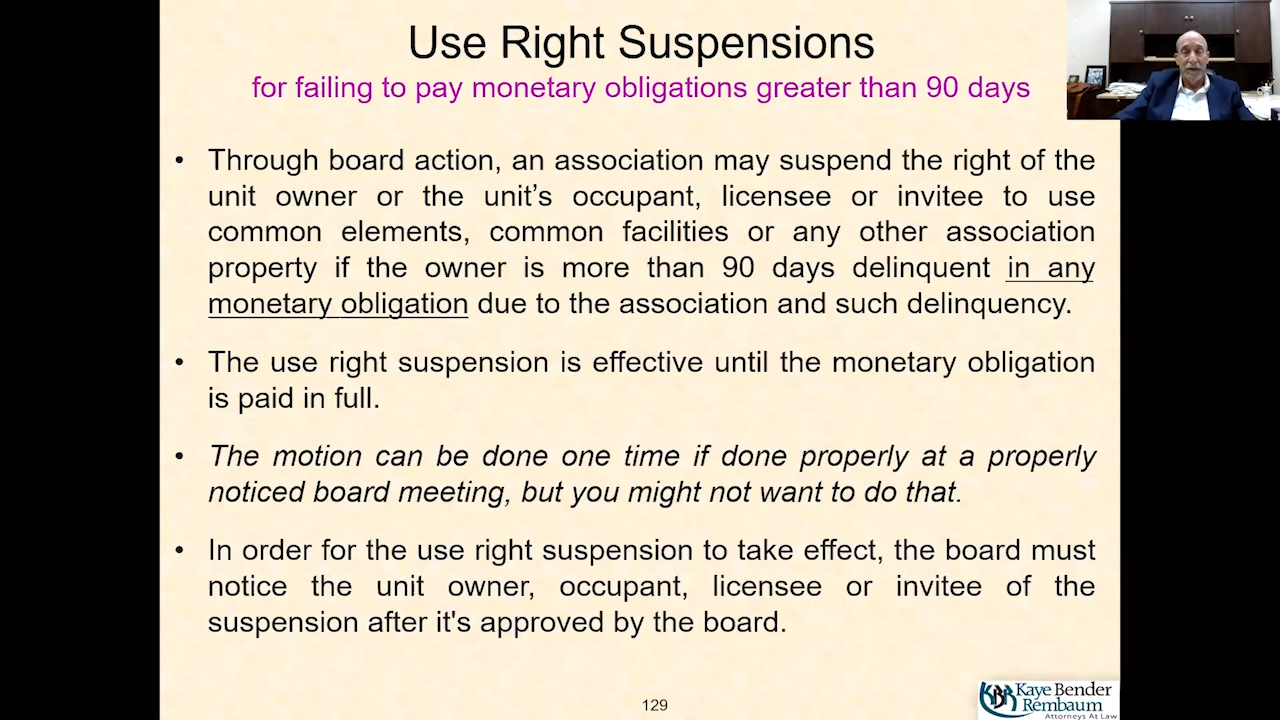 Use Right Suspensions
for failing to pay monetary obligations greater than 90 days
• Through board action, an association may suspend the right of the
unit owner or the unit’s occupant, licensee or invitee to use
common elements, common facilities or any other association
property if the owner is more than 90 days delinquent in any
monetary obligation due to the association and such delinquency.
• The use right suspension is effective until the monetary obligation
is paid in full.
• The motion can be done one time if done properly at a properly
noticed board meeting, but you might not want to do that.
• In order for the use right suspension to take effect, the board must
notice the unit owner, occupant, licensee or invitee of the
suspension after it's approved by the board.
129
KBR Kaye Bender
Rembaum
Attorneys At Law